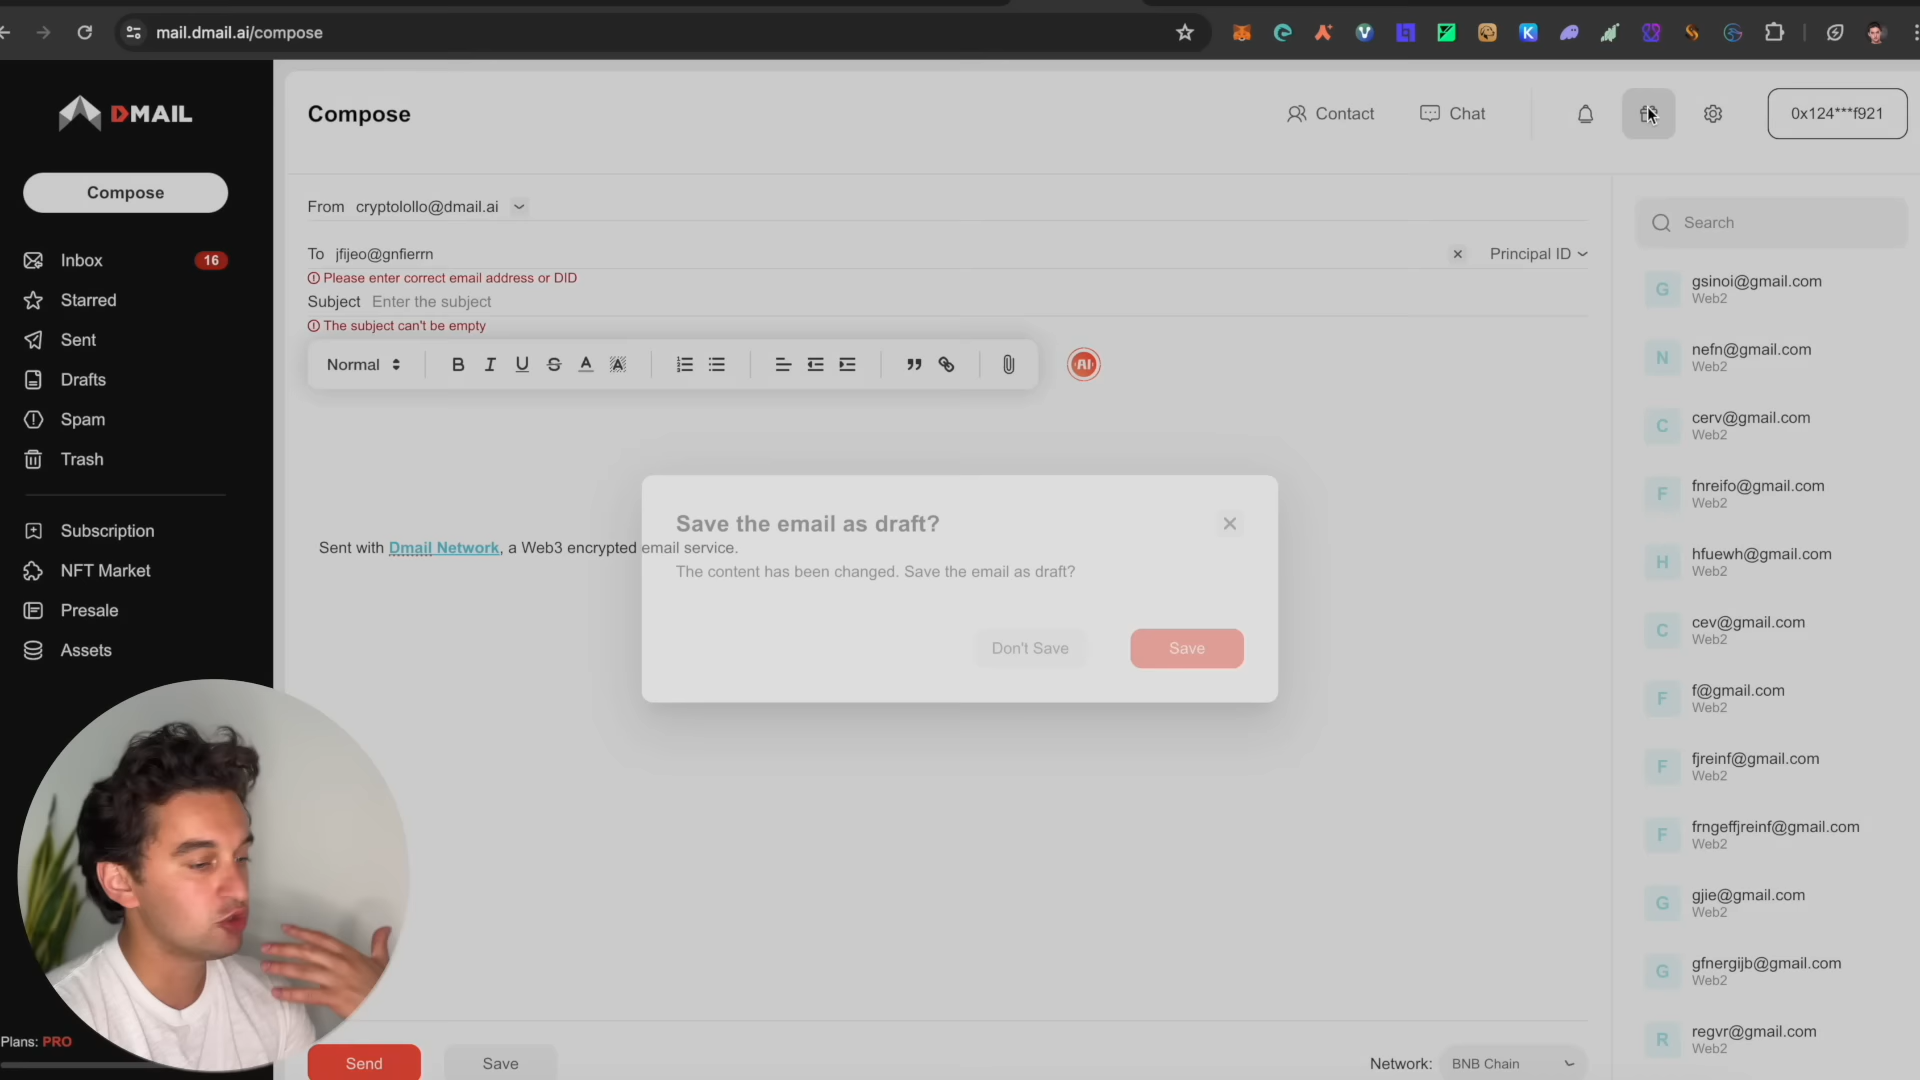 mail.dmail.ai/compose
DMAIL
Compose
Inbox 16
Starred
Sent
Drafts
Spam
Trash
Subscription
NFT Market
Presale
Assets
Plans: PRO
Compose
Contact
Chat
0x124***f921
From cryptolollo@dmail.ai
To jfijeo@gnfierrn
Principal ID
Please enter correct email address or DID
Subject Enter the subject
The subject can't be empty
Normal
B I U S A A
AI
Sent with Dmail Network, a Web3 encrypted email service.
Save the email as draft?
The content has been changed. Save the email as draft?
Don't Save
Save
Send
Save
Network: BNB Chain
Search
G gsinoi@gmail.com
Web2
N nefn@gmail.com
Web2
C cerv@gmail.com
Web2
F fnreifo@gmail.com
Web2
H hfuewh@gmail.com
Web2
C cev@gmail.com
Web2
F f@gmail.com
Web2
F fjreinf@gmail.com
Web2
F frngeffjreinf@gmail.com
Web2
G gjie@gmail.com
Web2
G gfnergijb@gmail.com
Web2
R regvr@gmail.com
Web2